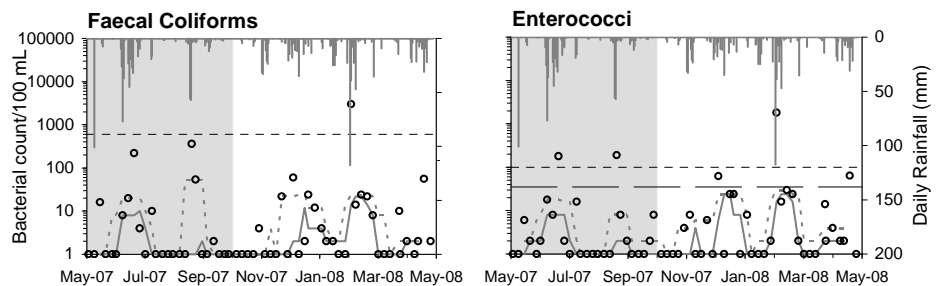 Faecal Coliforms
Enterococci
Bacterial count/100 mL
100000
10000
1000
100
10
1
May-07 Jul-07 Sep-07 Nov-07 Jan-08 Mar-08 May-08
May-07 Jul-07 Sep-07 Nov-07 Jan-08 Mar-08 May-08
0
50
100
150
200
Daily Rainfall (mm)